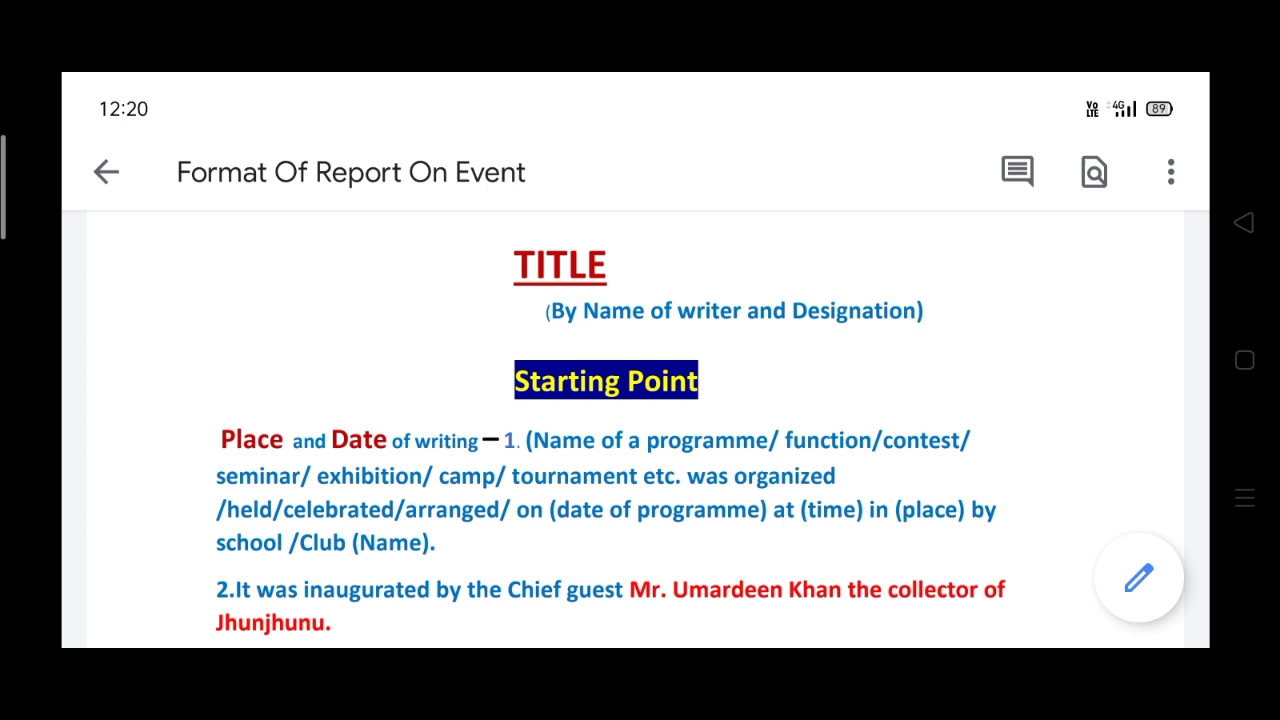 12:20
Vo LTE 4G 89
Format Of Report On Event
TITLE
(By Name of writer and Designation)
Starting Point
Place and Date of writing – 1. (Name of a programme/ function/contest/
seminar/ exhibition/ camp/ tournament etc. was organized
/held/celebrated/arranged/ on (date of programme) at (time) in (place) by
school /Club (Name).
2.It was inaugurated by the Chief guest Mr. Umardeen Khan the collector of
Jhunjhunu.